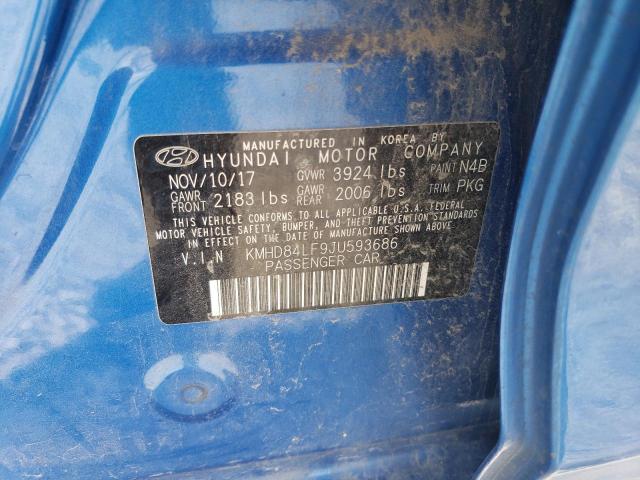 MANUFACTURED IN KOREA BY
HYUNDAI MOTOR COMPANY
NOV/10/17 GVWR 3924 lbs PAINT N4B
GAWR FRONT 2183 lbs GAWR REAR 2006 lbs TRIM PKG
THIS VEHICLE CONFORMS TO ALL APPLICABLE U.S.A. FEDERAL
MOTOR VEHICLE SAFETY, BUMPER, AND THEFT PREVENTION STANDARDS
IN EFFECT ON THE DATE OF MANUFACTURE SHOWN ABOVE.
V.I.N KMHD84LF9JU593686
PASSENGER CAR